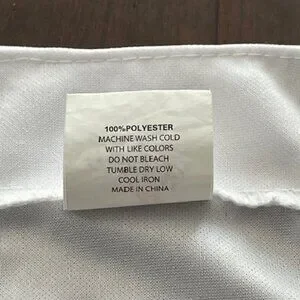 100%POLYESTER
MACHINE WASH COLD
WITH LIKE COLORS
DO NOT BLEACH
TUMBLE DRY LOW
COOL IRON
MADE IN CHINA